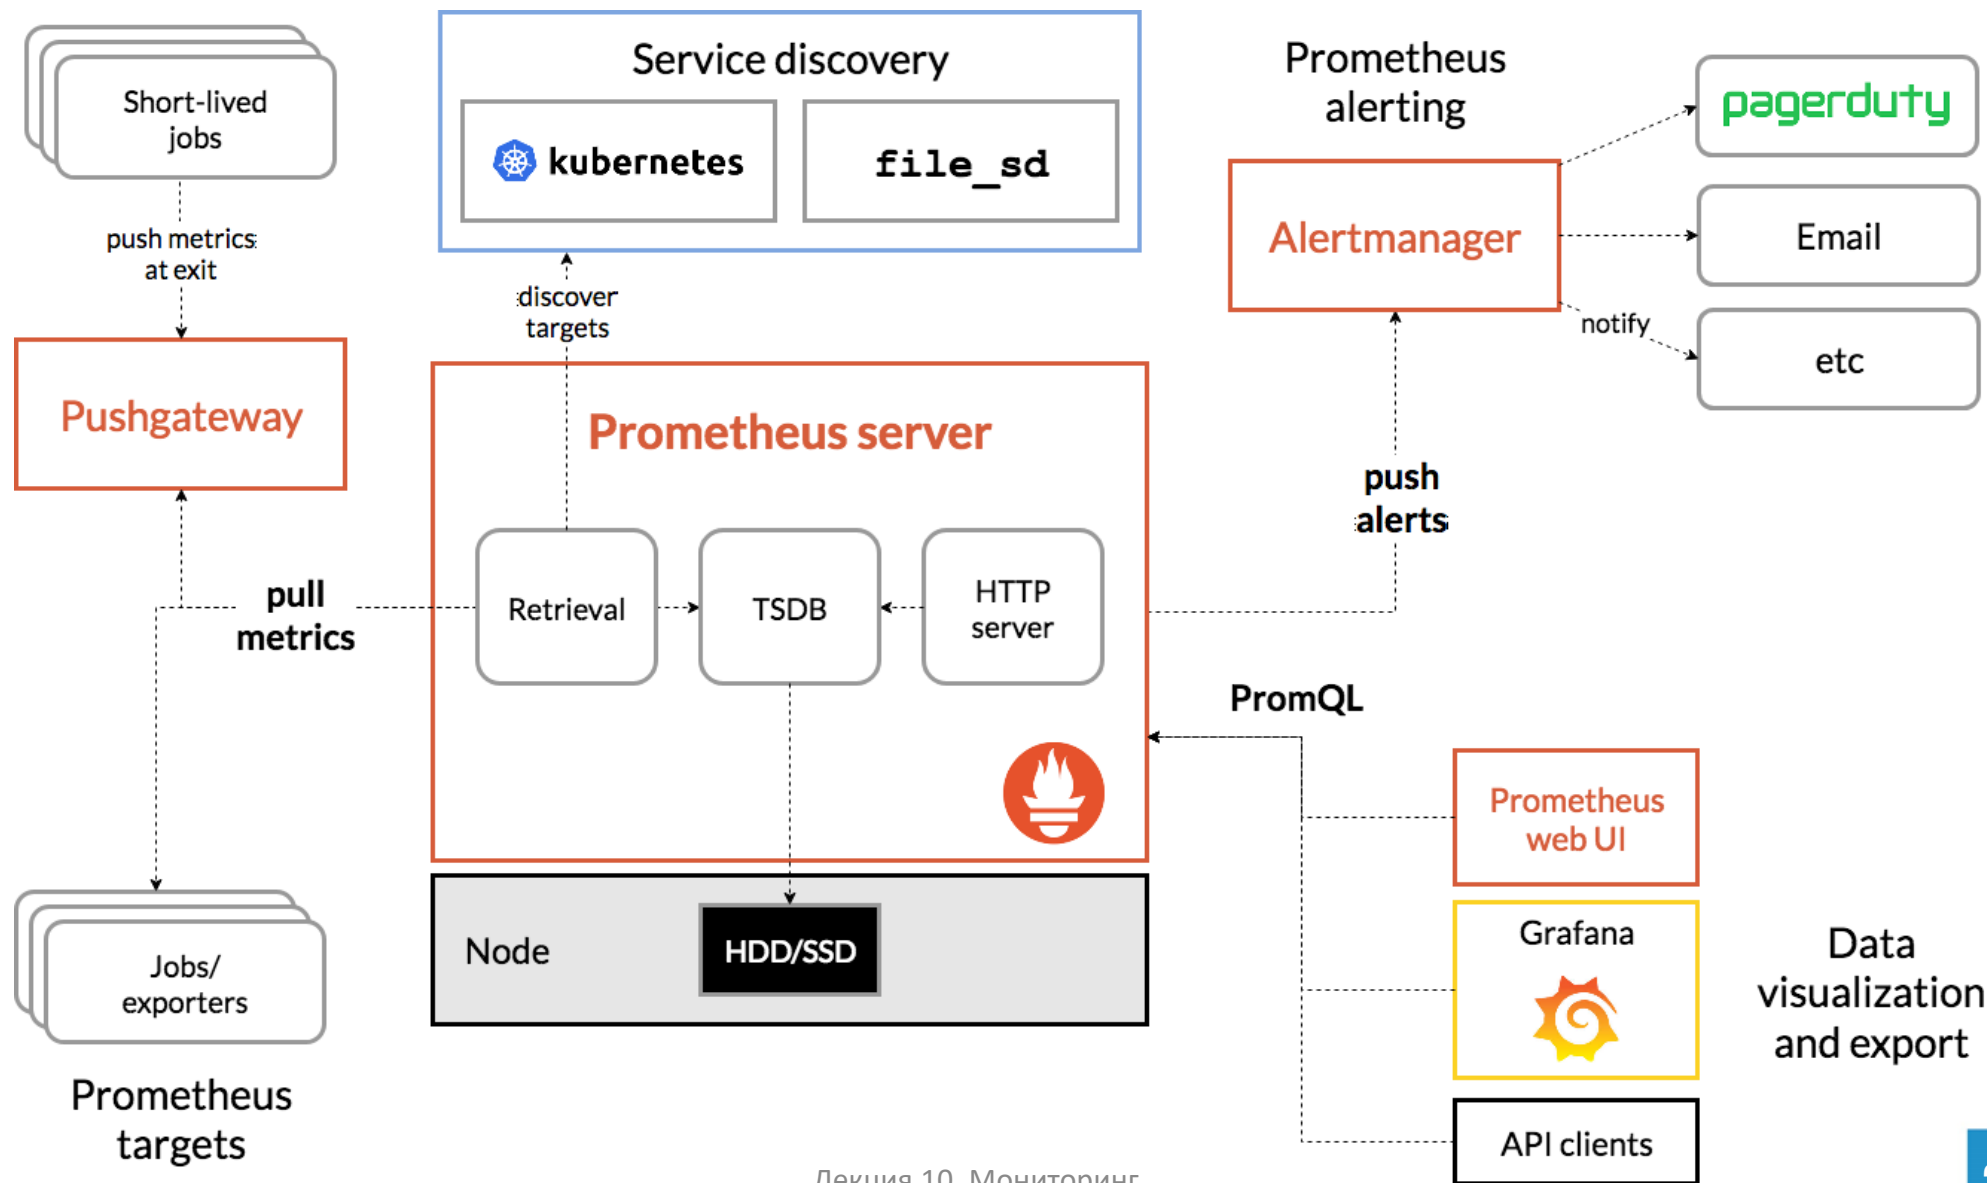 Short-lived
jobs
push metrics
at exit
Pushgateway
pull
metrics
Jobs/
exporters
Prometheus
targets
Service discovery
kubernetes
file_sd
discover
targets
Prometheus server
Retrieval
TSDB
HTTP
server
Node
HDD/SSD
Prometheus
alerting
Alertmanager
pagerduty
Email
notify
etc
push
alerts
PromQL
Prometheus
web UI
Grafana
API clients
Data
visualization
and export
Лекция 10. Мониторинг